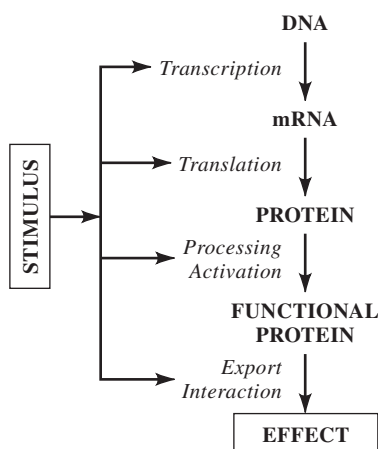 DNA
Transcription
mRNA
Translation
STIMULUS
PROTEIN
Processing
Activation
FUNCTIONAL
PROTEIN
Export
Interaction
EFFECT